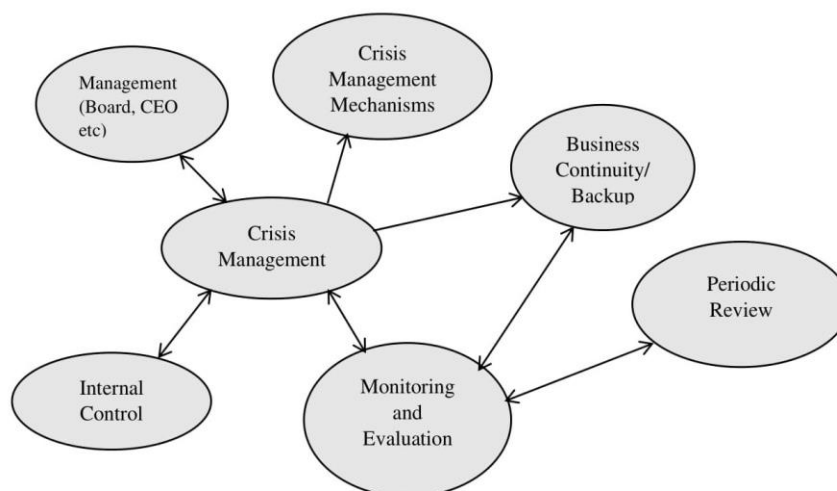 Management
(Board, CEO
etc)
Crisis
Management
Mechanisms
Business
Continuity/
Backup
Crisis
Management
Periodic
Review
Internal
Control
Monitoring
and
Evaluation